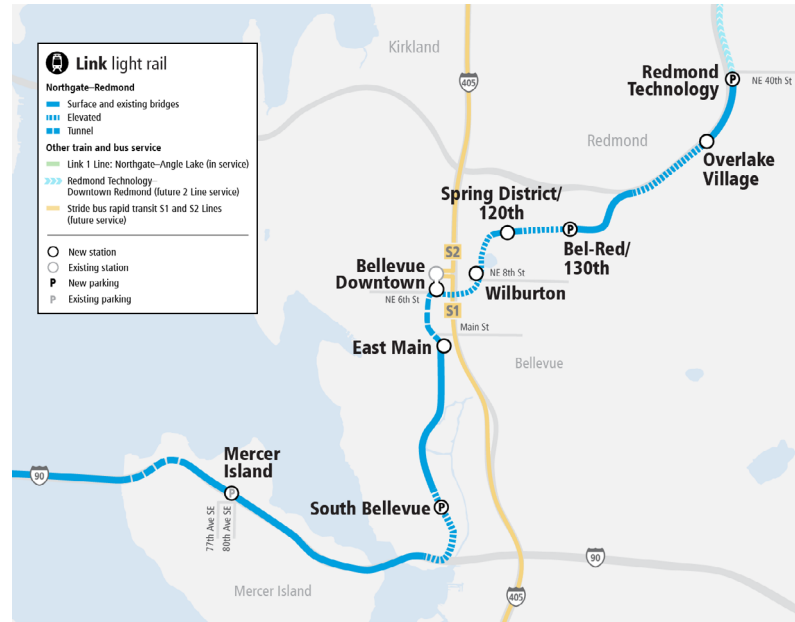 Link light rail
Northgate–Redmond
Surface and existing bridges
Elevated
Tunnel
Other train and bus service
Link 1 Line: Northgate–Angle Lake (in service)
Redmond Technology–
Downtown Redmond (future 2 Line service)
Stride bus rapid transit S1 and S2 Lines
(future service)
New station
Existing station
P New parking
P Existing parking
Kirkland
405
Redmond
Technology
P
NE 40th St
Redmond
Overlake
Village
Spring District/
120th
P
Bel-Red/
130th
S2
Bellevue
Downtown
NE 8th St
Wilburton
NE 6th St
S1
Main St
East Main
Bellevue
Mercer
Island
90
P
77th Ave SE
80th Ave SE
South Bellevue
P
90
Mercer Island
405